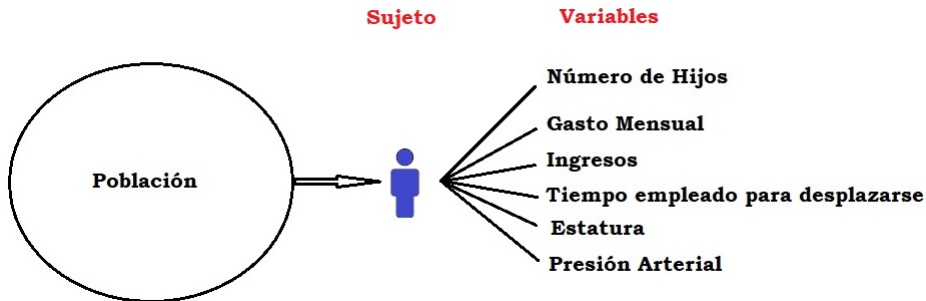 Sujeto
Variables
Número de Hijos
Gasto Mensual
Ingresos
Población
Tiempo empleado para desplazarse
Estatura
Presión Arterial